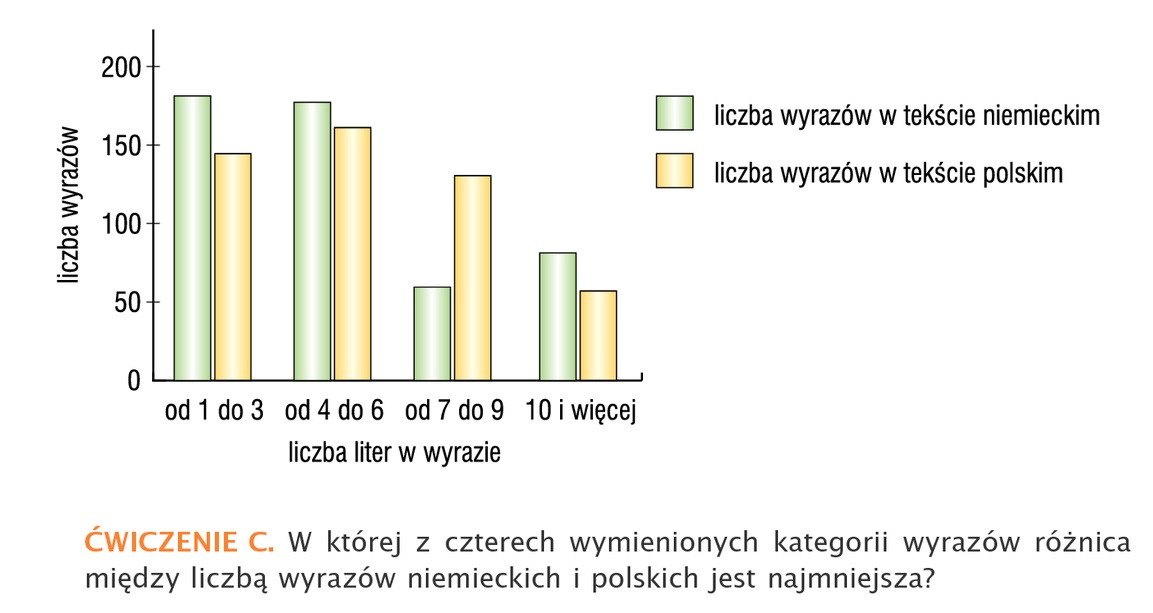 liczba wyrazów
200
150
100
50
0
od 1 do 3 od 4 do 6 od 7 do 9 10 i więcej
liczba liter w wyrazie
liczba wyrazów w tekście niemieckim
liczba wyrazów w tekście polskim
ĆWICZENIE C. W której z czterech wymienionych kategorii wyrazów różnica
między liczbą wyrazów niemieckich i polskich jest najmniejsza?